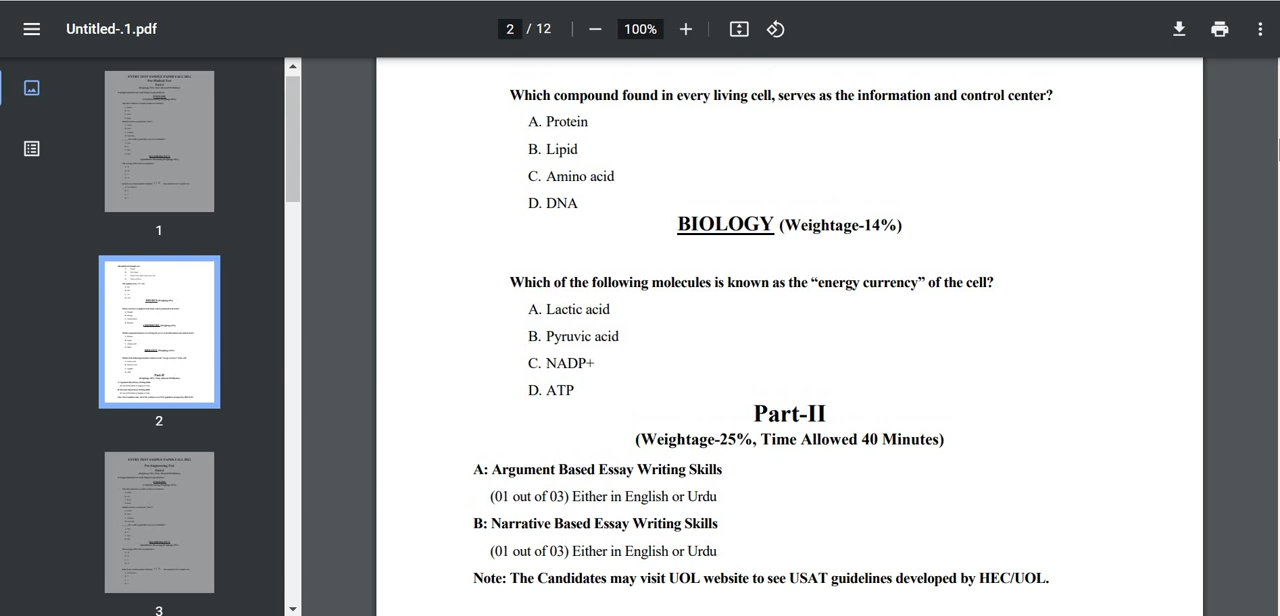 Untitled-.1.pdf
2 / 12
100%
1
2
3
Which compound found in every living cell, serves as the information and control center?
A. Protein
B. Lipid
C. Amino acid
D. DNA
BIOLOGY (Weightage-14%)
Which of the following molecules is known as the “energy currency” of the cell?
A. Lactic acid
B. Pyruvic acid
C. NADP+
D. ATP
Part-II
(Weightage-25%, Time Allowed 40 Minutes)
A: Argument Based Essay Writing Skills
(01 out of 03) Either in English or Urdu
B: Narrative Based Essay Writing Skills
(01 out of 03) Either in English or Urdu
Note: The Candidates may visit UOL website to see USAT guidelines developed by HEC/UOL.